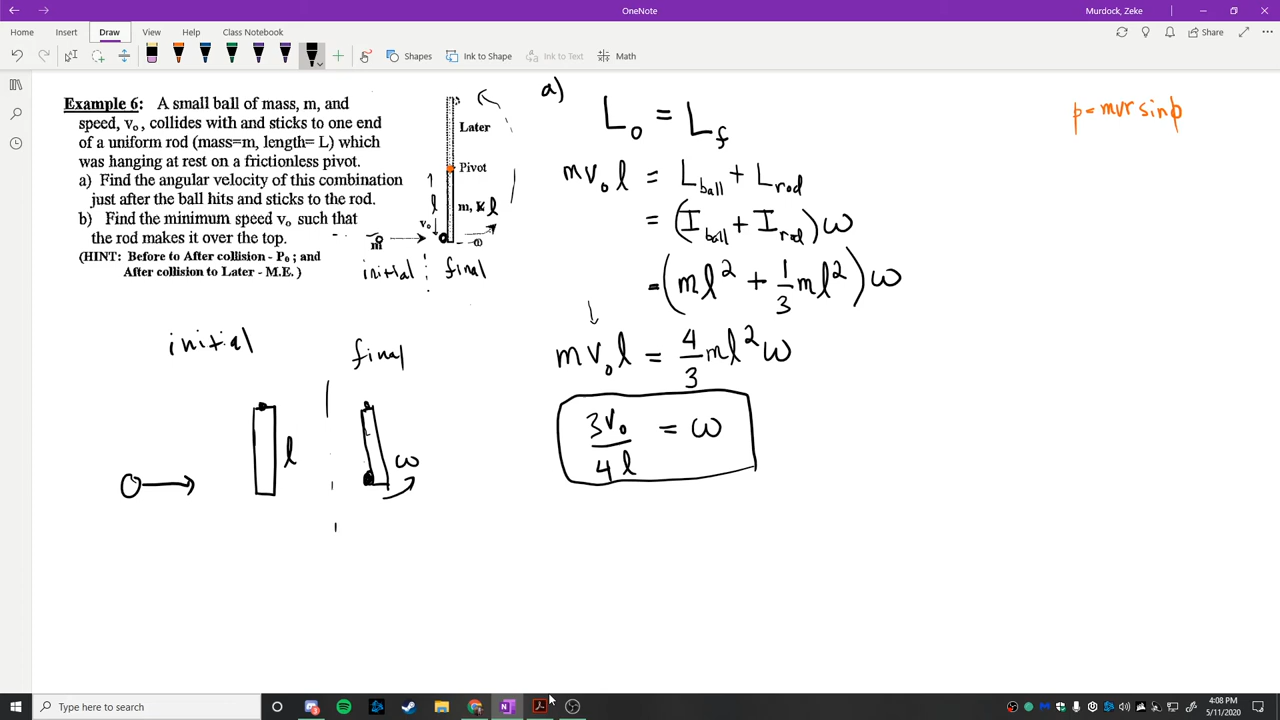 OneNote
Murdock, Zeke
Home Insert Draw View Help Class Notebook
Share
Shapes Ink to Shape Ink to Text Math
Example 6: A small ball of mass, m, and
speed, vo, collides with and sticks to one end
of a uniform rod (mass=m, length= L) which
was hanging at rest on a frictionless pivot.
a) Find the angular velocity of this combination
just after the ball hits and sticks to the rod.
b) Find the minimum speed vo such that
the rod makes it over the top.
(HINT: Before to After collision - Po ; and
After collision to Later - M.E. )
Later
Pivot
l
m, l
vo
m
ω
initial final
initial
final
l
ω
a)
L₀ = L_f
mv₀l = L_ball + L_rod
= (I_ball + I_rod)ω
= (ml² + 1/3 ml²)ω
mv₀l = 4/3 ml²ω
3v₀/4l = ω
p = mvr sinφ
Type here to search
4:08 PM
5/11/2020